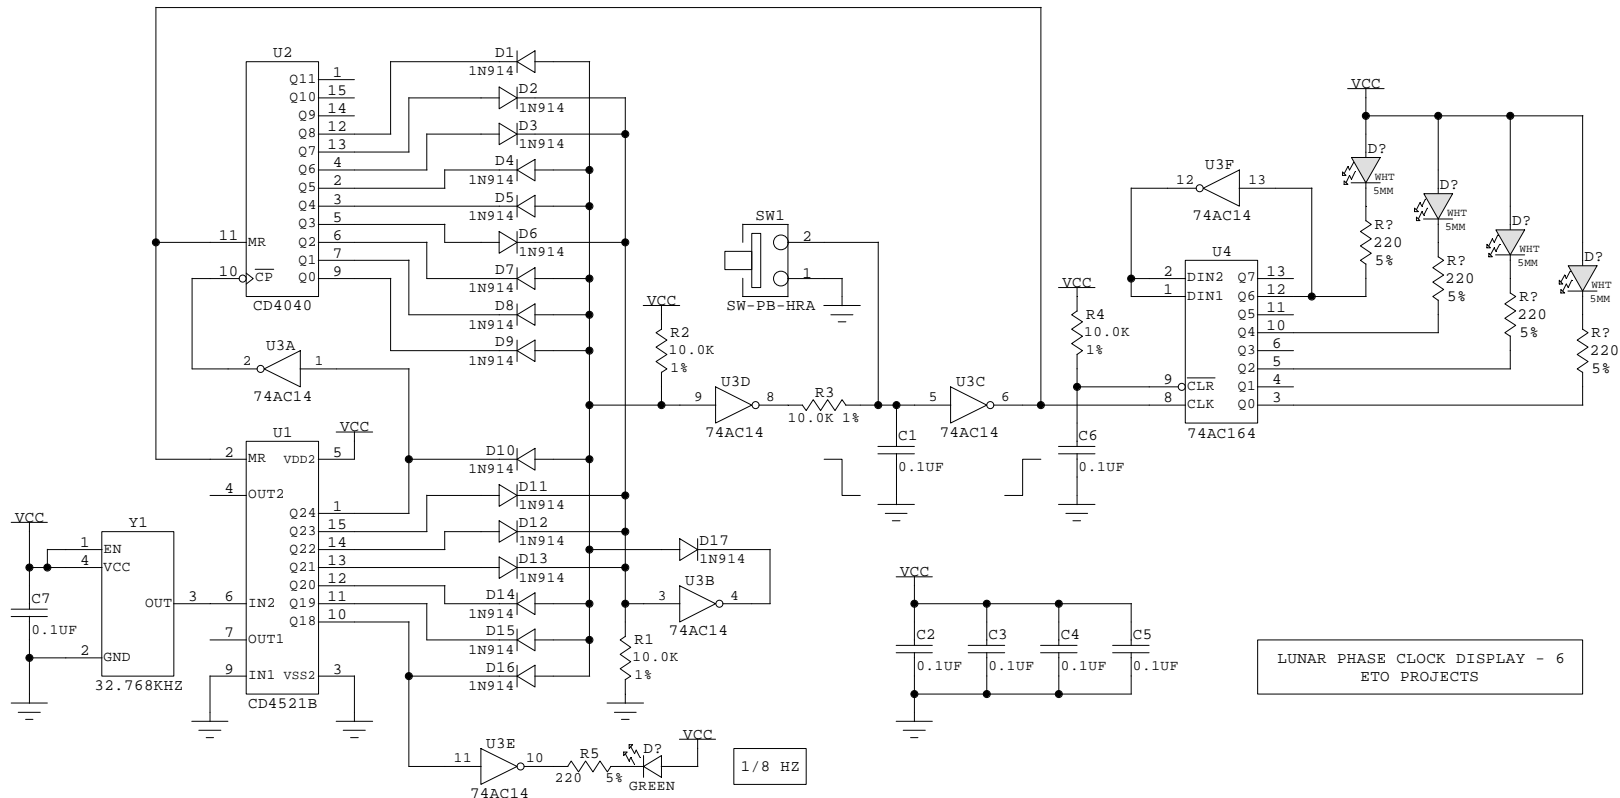 U2
Q11 1
Q10 15
Q9 14
Q8 12
Q7 13
Q6 4
Q5 2
Q4 3
Q3 5
Q2 6
Q1 7
Q0 9
11 MR
10 CP
CD4040
D1
1N914
D2
1N914
D3
1N914
D4
1N914
D5
1N914
D6
1N914
D7
1N914
D8
1N914
D9
1N914
U3A
2 1
74AC14
U1
VCC
2 MR VDD2 5
4 OUT2
Q24 1
Q23 15
Q22 14
Q21 13
Q20 12
Q19 11
Q18 10
6 IN2
7 OUT1
9 IN1 VSS2 3
CD4521B
VCC
Y1
1 EN
4 VCC
OUT 3
2 GND
32.768KHZ
C7
0.1UF
D10
1N914
D11
1N914
D12
1N914
D13
1N914
D14
1N914
D15
1N914
D16
1N914
D17
1N914
U3B
3 4
74AC14
R1
10.0K
1%
U3E
11 10
74AC14
R5
220 5%
D?
GREEN
VCC
1/8 HZ
VCC
R2
10.0K
1%
U3D
9 8
74AC14
R3
10.0K 1%
SW1
2
1
SW-PB-HRA
C1
0.1UF
U3C
5 6
74AC14
VCC
R4
10.0K
1%
C6
0.1UF
U3F
12 13
74AC14
U4
2 DIN2 Q7 13
1 DIN1 Q6 12
Q5 11
Q4 10
Q3 6
Q2 5
9 CLR Q1 4
8 CLK Q0 3
74AC164
VCC
D?
WHT
5MM
R?
220
5%
D?
WHT
5MM
R?
220
5%
D?
WHT
5MM
R?
220
5%
D?
WHT
5MM
R?
220
5%
VCC
C2
0.1UF
C3
0.1UF
C4
0.1UF
C5
0.1UF
LUNAR PHASE CLOCK DISPLAY - 6
ETO PROJECTS